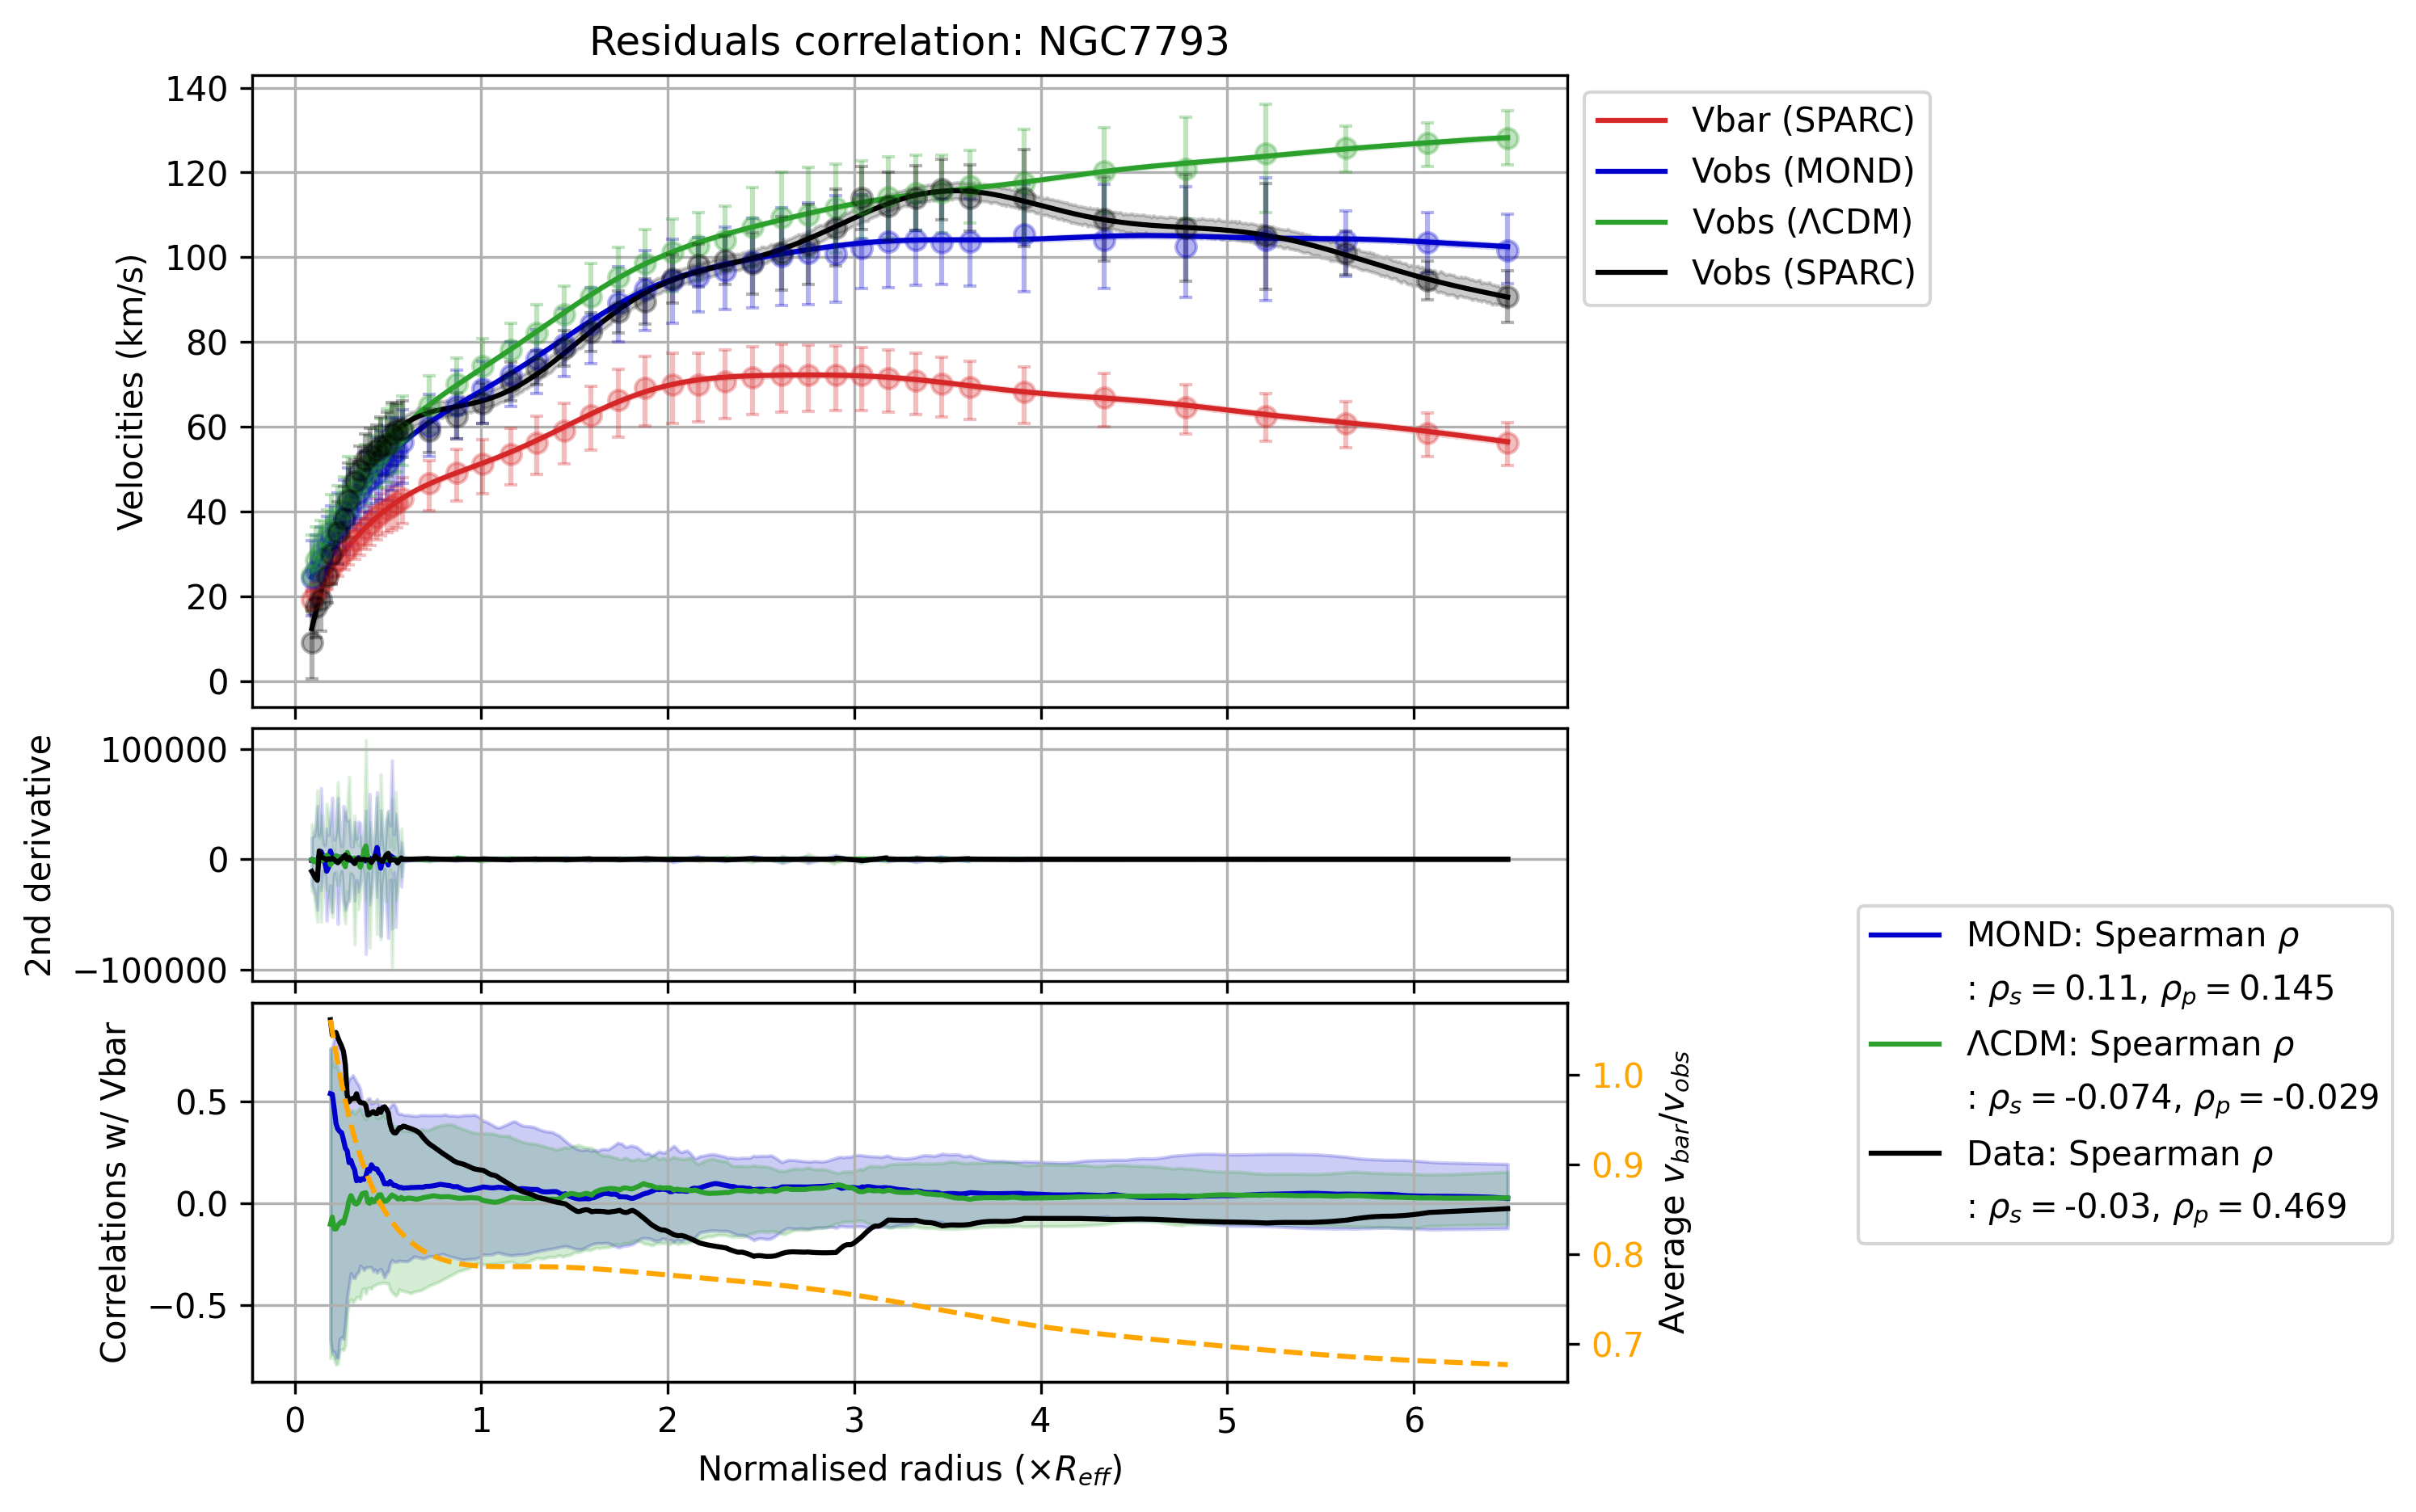 Residuals correlation: NGC7793
140
120
100
80
60
40
20
0
Velocities (km/s)
Vbar (SPARC)
Vobs (MOND)
Vobs (ΛCDM)
Vobs (SPARC)
100000
0
−100000
2nd derivative
0.5
0.0
−0.5
Correlations w/ Vbar
1.0
0.9
0.8
0.7
Average v_bar/v_obs
MOND: Spearman ρ
: ρ_s = 0.11, ρ_p = 0.145
ΛCDM: Spearman ρ
: ρ_s = -0.074, ρ_p = -0.029
Data: Spearman ρ
: ρ_s = -0.03, ρ_p = 0.469
0 1 2 3 4 5 6
Normalised radius (×R_eff)